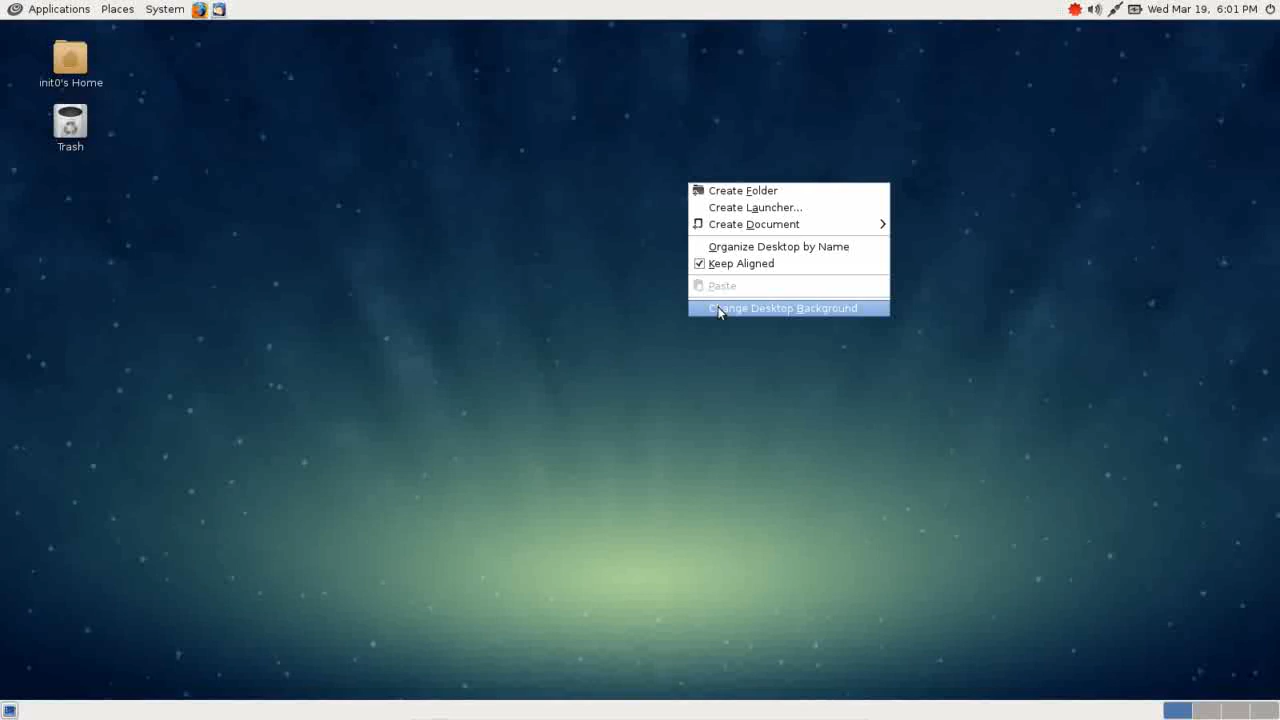 Applications Places System Wed Mar 19, 6:01 PM
init0's Home
Trash
Create Folder
Create Launcher...
Create Document
Organize Desktop by Name
Keep Aligned
Paste
Change Desktop Background